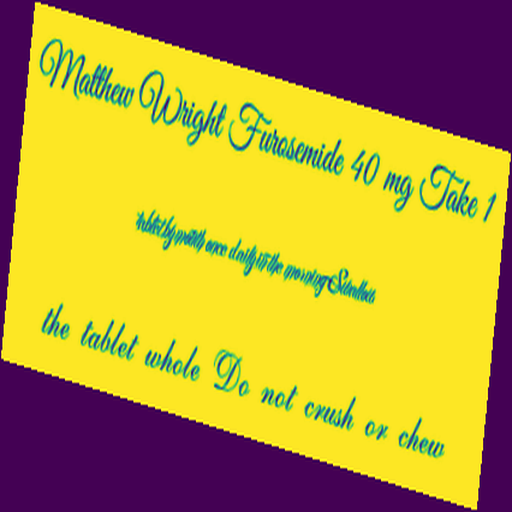 Matthew Wright Furosemide 40 mg Take 1
tablet by mouth once daily in the morning Swallow
the tablet whole Do not crush or chew